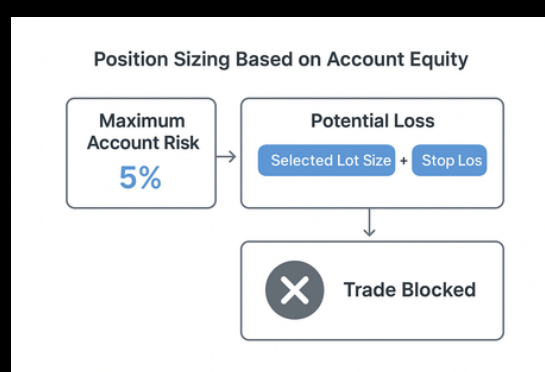 Position Sizing Based on Account Equity
Maximum
Account Risk
5%
Potential Loss
Selected Lot Size + Stop Los
Trade Blocked